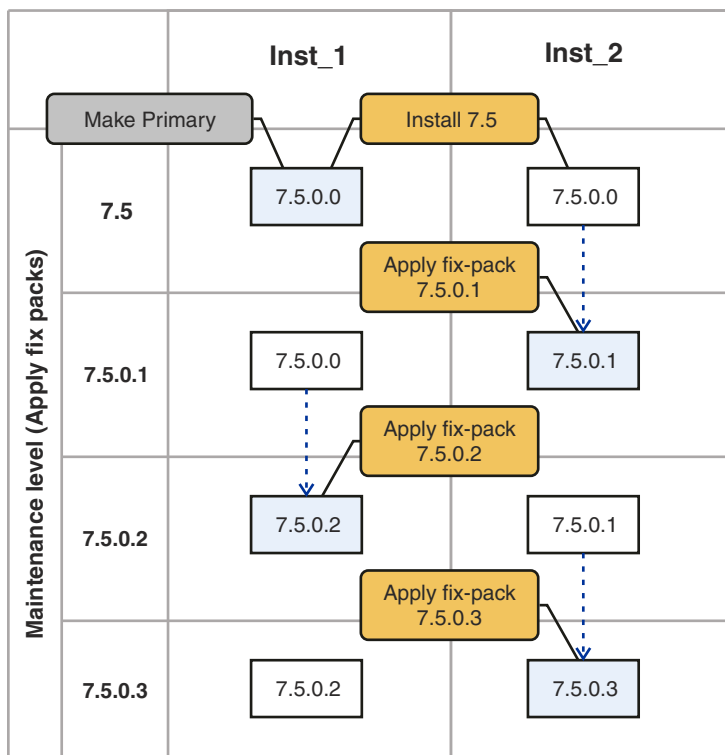 Inst_1
Inst_2
Make Primary
Install 7.5
Maintenance level (Apply fix packs)
7.5
7.5.0.0
7.5.0.0
Apply fix-pack
7.5.0.1
7.5.0.1
7.5.0.0
7.5.0.1
Apply fix-pack
7.5.0.2
7.5.0.2
7.5.0.2
7.5.0.1
Apply fix-pack
7.5.0.3
7.5.0.3
7.5.0.2
7.5.0.3